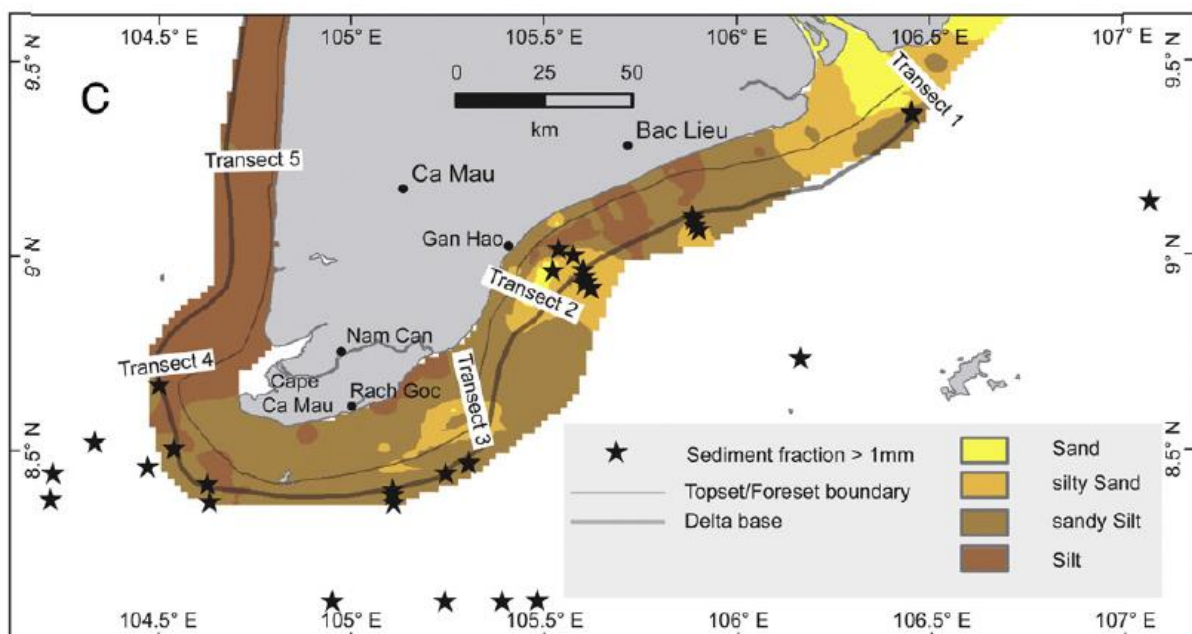 104.5° E 105° E 105.5° E 106° E 106.5° E 107° E
9.5° N 9.5° N
C
0 25 50
km
Transect 1
Bac Lieu
Transect 5
Ca Mau
Gan Hao
9° N 9° N
Transect 2
Nam Can
Transect 4
Cape
Ca Mau
Rach Goc
Transect 3
8.5° N 8.5° N
Sediment fraction > 1mm
Topset/Foreset boundary
Delta base
Sand
silty Sand
sandy Silt
Silt
104.5° E 105° E 105.5° E 106° E 106.5° E 107° E